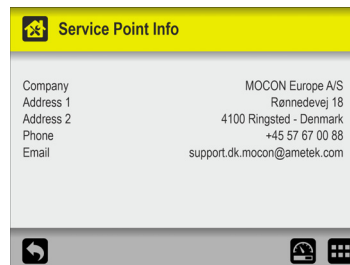 Service Point Info
Company MOCON Europe A/S
Address 1 Rønnedevej 18
Address 2 4100 Ringsted - Denmark
Phone +45 57 67 00 88
Email support.dk.mocon@ametek.com